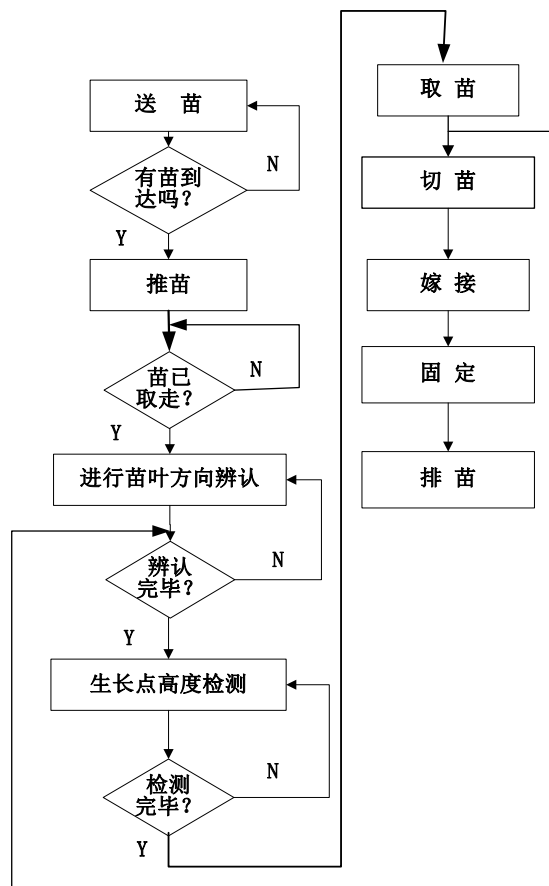 送 苗
N
有苗到
达吗?
Y
推苗
苗已
取走?
N
Y
进行苗叶方向辨认
辨认
完毕?
N
Y
生长点高度检测
检测
完毕?
N
Y
取 苗
切 苗
嫁 接
固 定
排 苗